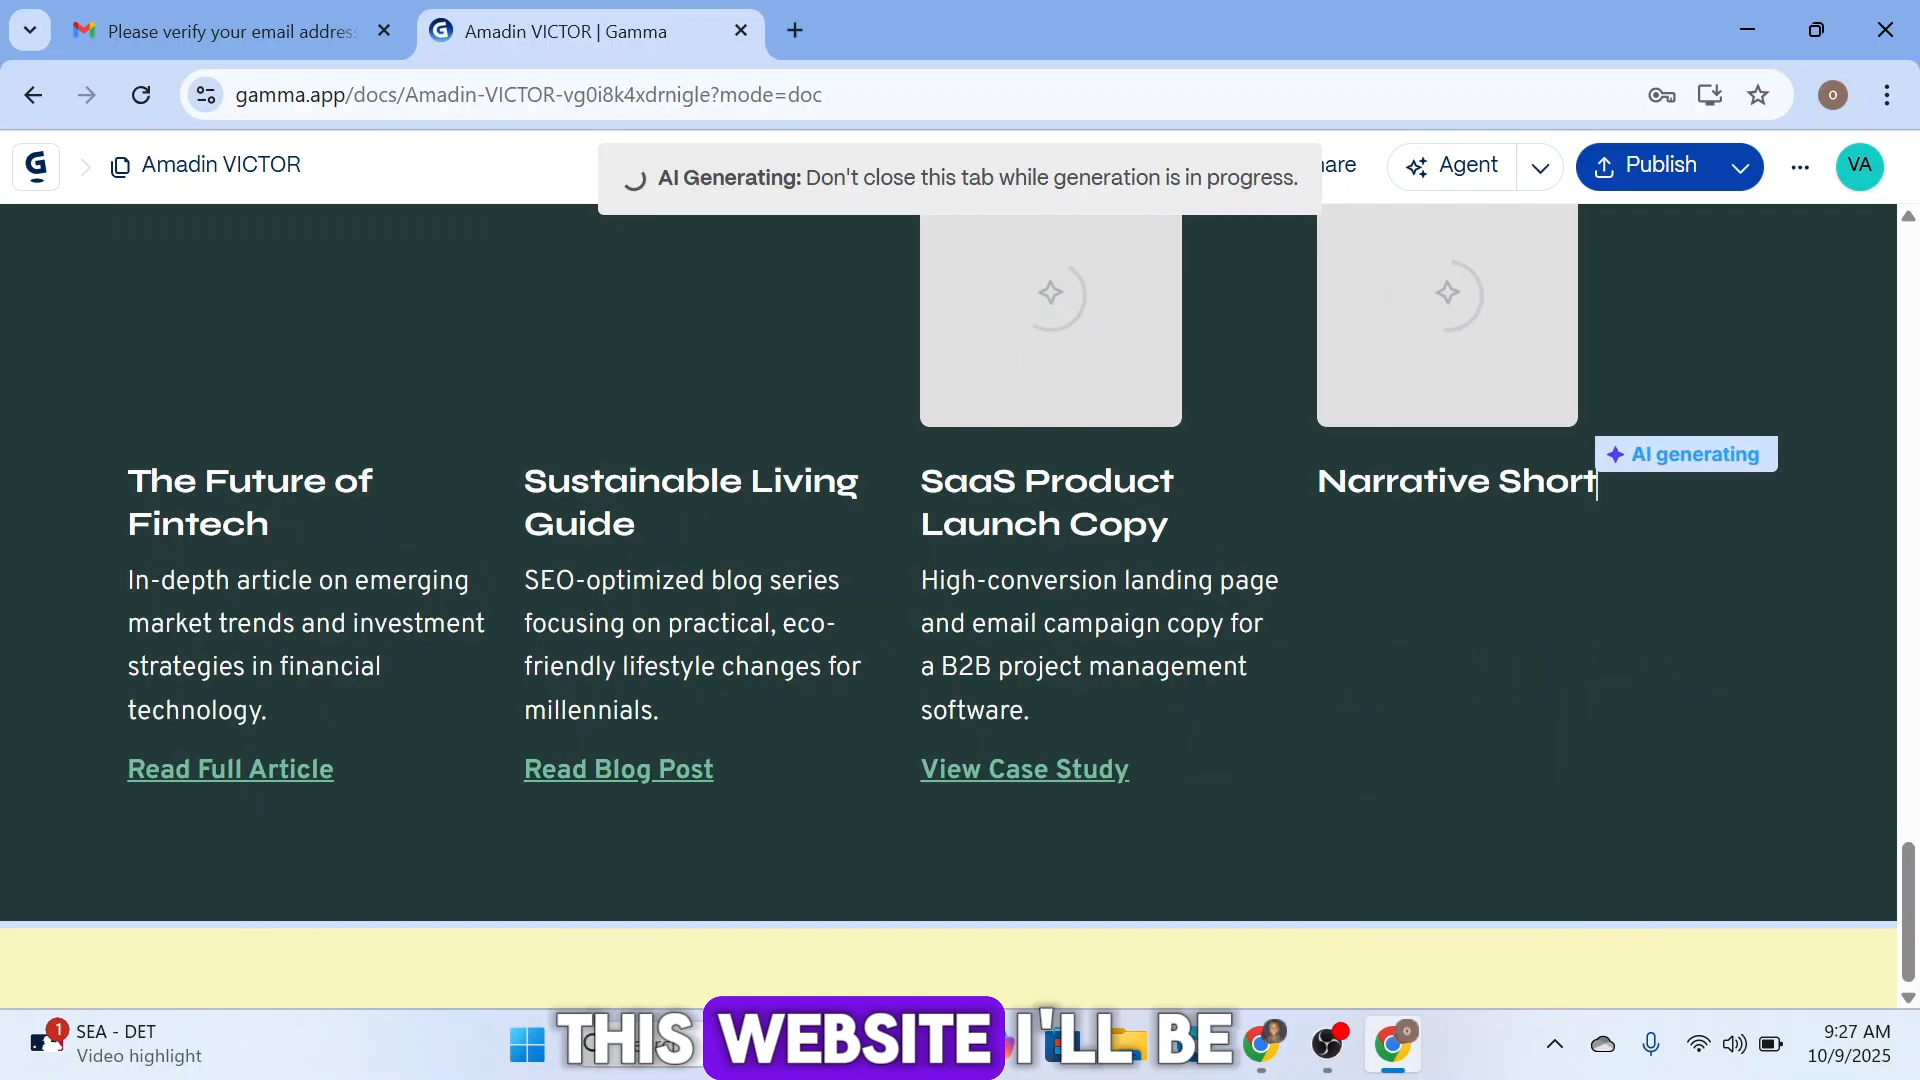 Please verify your email address
Amadin VICTOR | Gamma
gamma.app/docs/Amadin-VICTOR-vg0i8k4xdrnigle?mode=doc
O
G
Amadin VICTOR
AI Generating: Don't close this tab while generation is in progress.
are
Agent
Publish
VA
AI generating
The Future of
Fintech
In-depth article on emerging
market trends and investment
strategies in financial
technology.
Read Full Article
Sustainable Living
Guide
SEO-optimized blog series
focusing on practical, eco-
friendly lifestyle changes for
millennials.
Read Blog Post
SaaS Product
Launch Copy
High-conversion landing page
and email campaign copy for
a B2B project management
software.
View Case Study
Narrative Short
THIS WEBSITE I'LL BE
1
SEA - DET
Video highlight
9:27 AM
10/9/2025